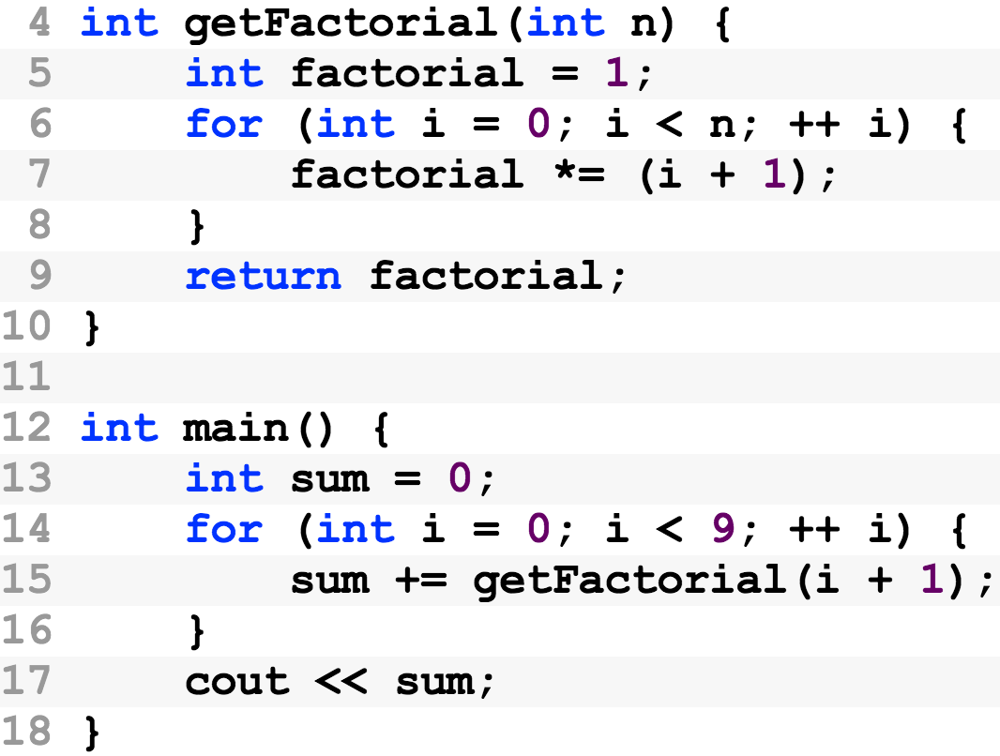 4 int getFactorial(int n) {
5     int factorial = 1;
6     for (int i = 0; i < n; ++ i) {
7         factorial *= (i + 1);
8     }
9     return factorial;
10 }
11
12 int main() {
13     int sum = 0;
14     for (int i = 0; i < 9; ++ i) {
15         sum += getFactorial(i + 1);
16     }
17     cout << sum;
18 }